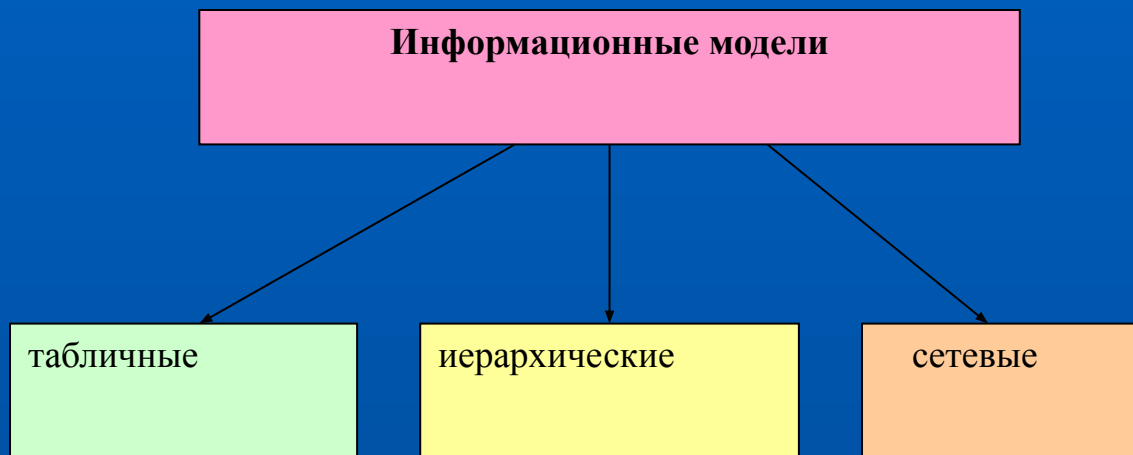 Информационные модели
табличные
иерархические
сетевые